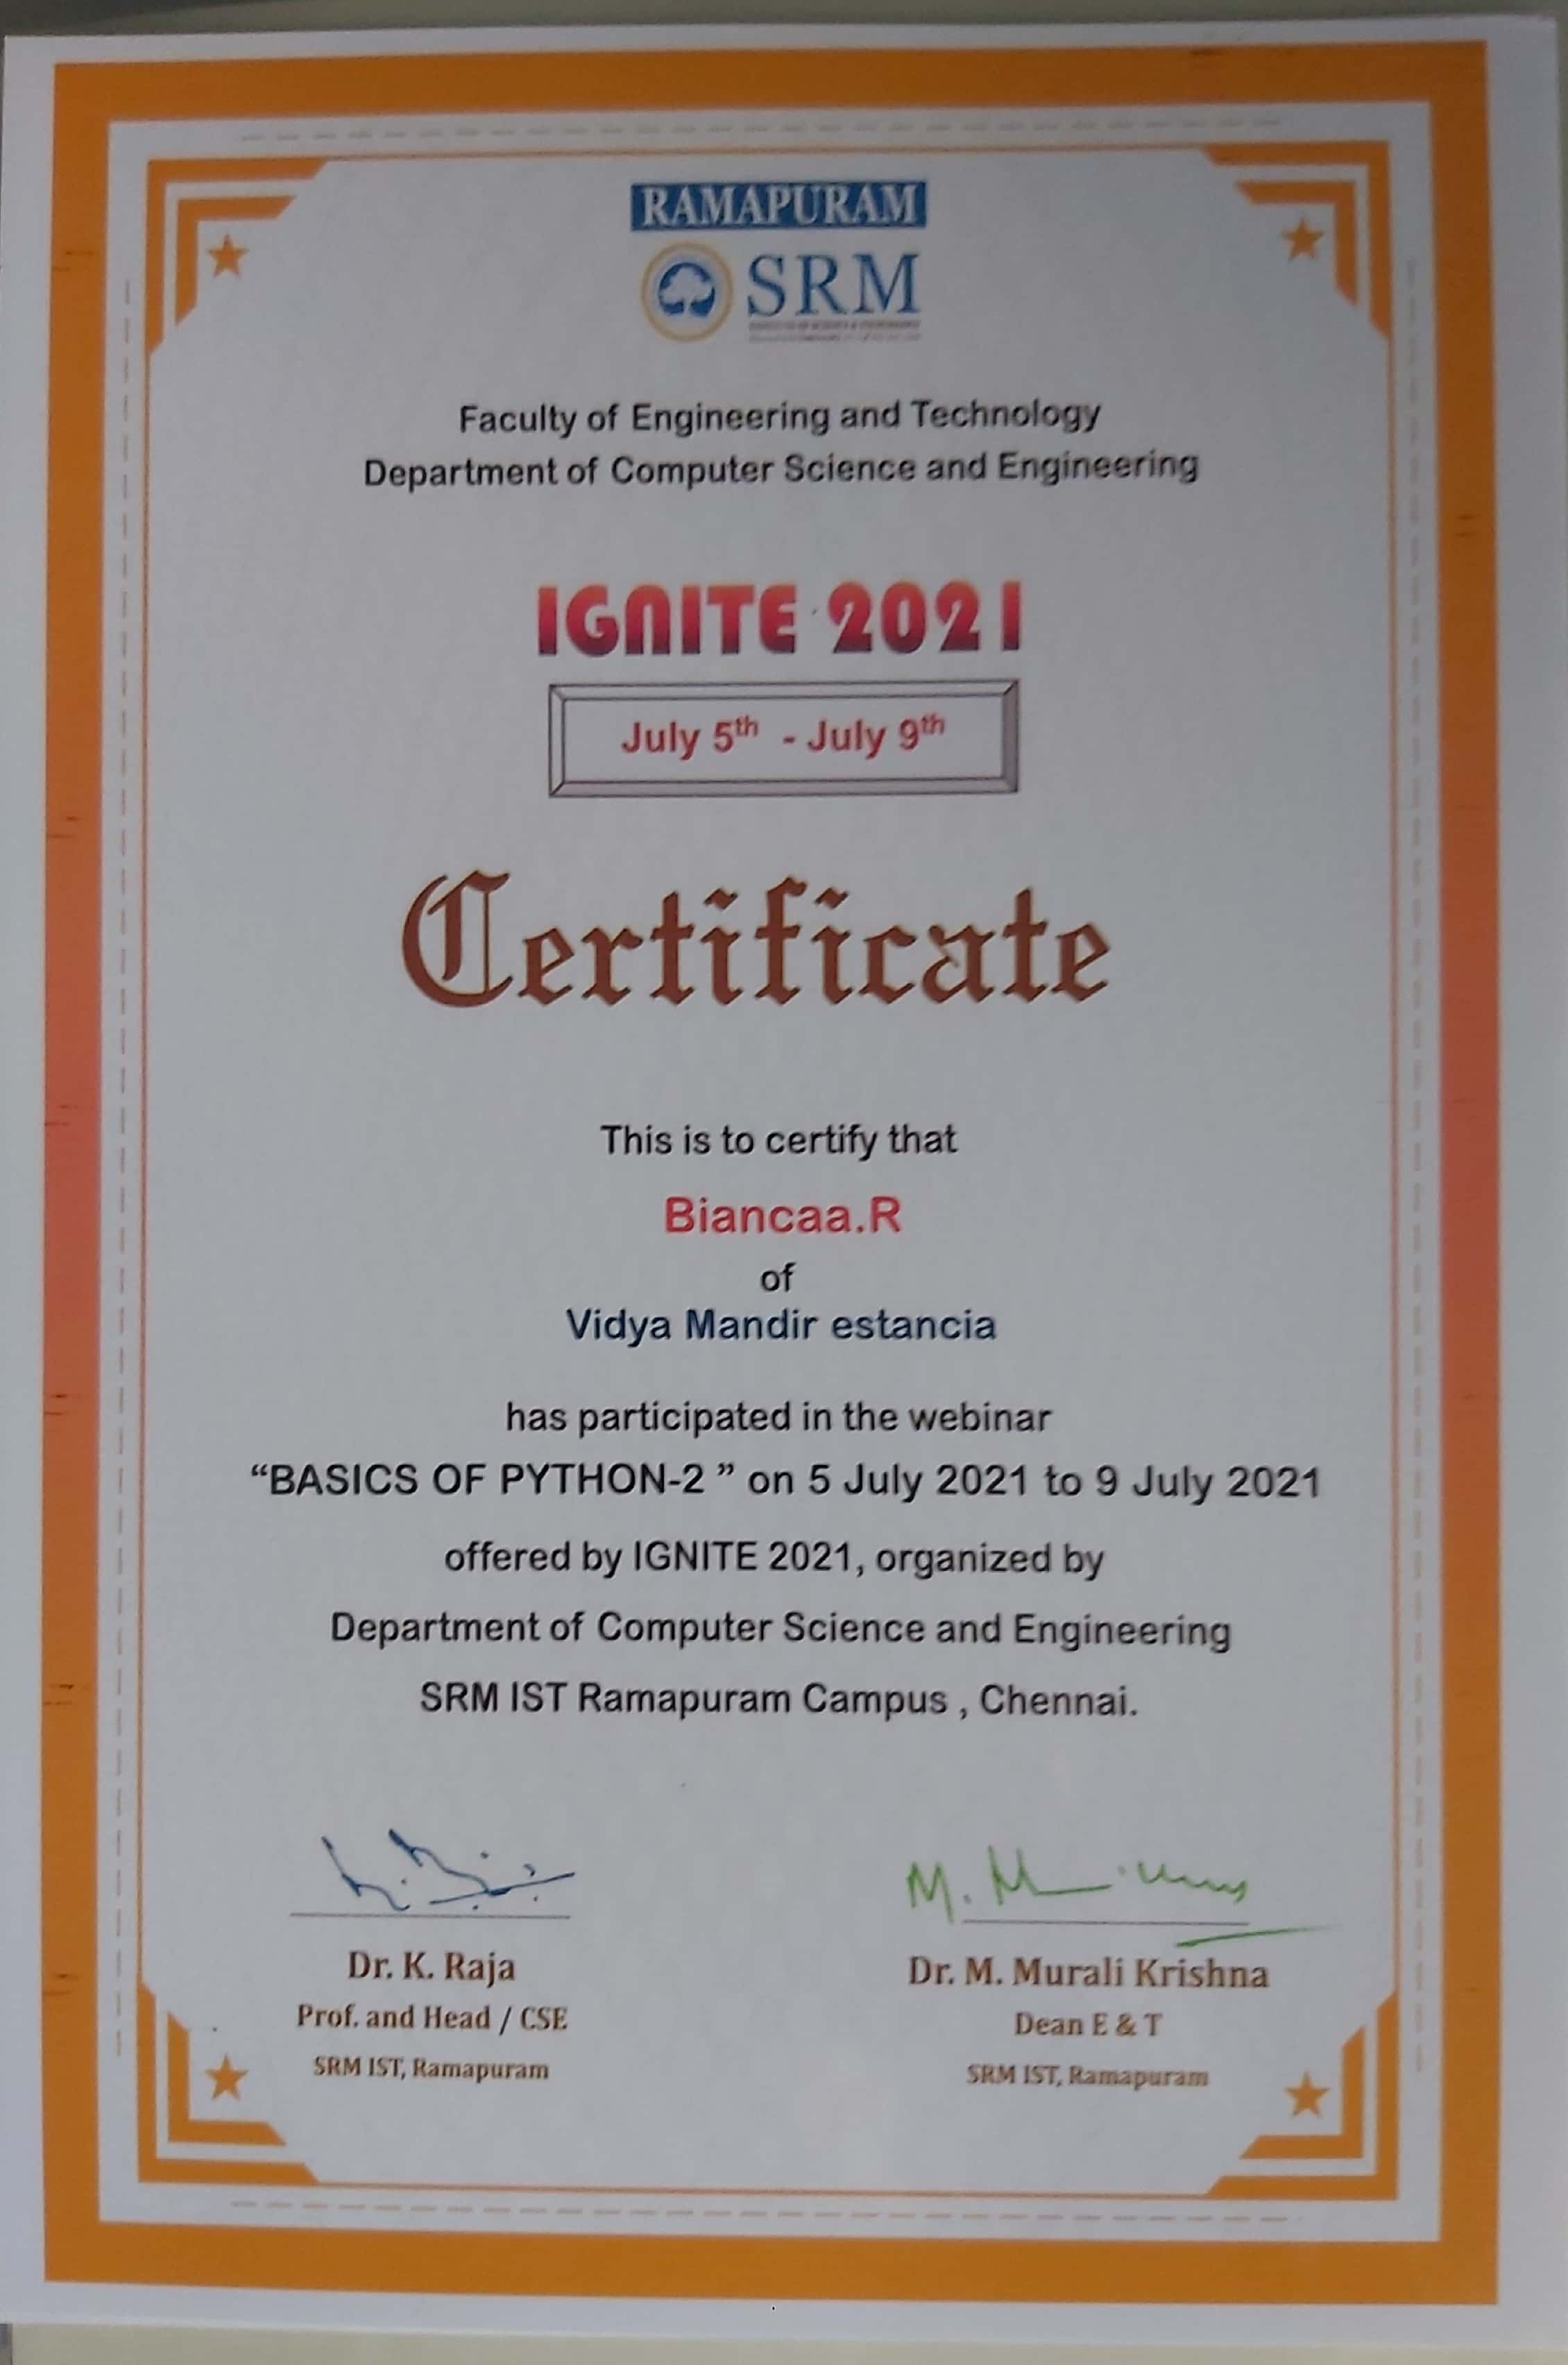 RAMAPURAM
SRM
Faculty of Engineering and Technology
Department of Computer Science and Engineering
IGNITE 2021
July 5th - July 9th
Certificate
This is to certify that
Biancaa.R
of
Vidya Mandir estancia
has participated in the webinar
“BASICS OF PYTHON-2 ” on 5 July 2021 to 9 July 2021
offered by IGNITE 2021, organized by
Department of Computer Science and Engineering
SRM IST Ramapuram Campus , Chennai.
Dr. K. Raja
Prof. and Head / CSE
SRM IST, Ramapuram
Dr. M. Murali Krishna
Dean E & T
SRM IST, Ramapuram